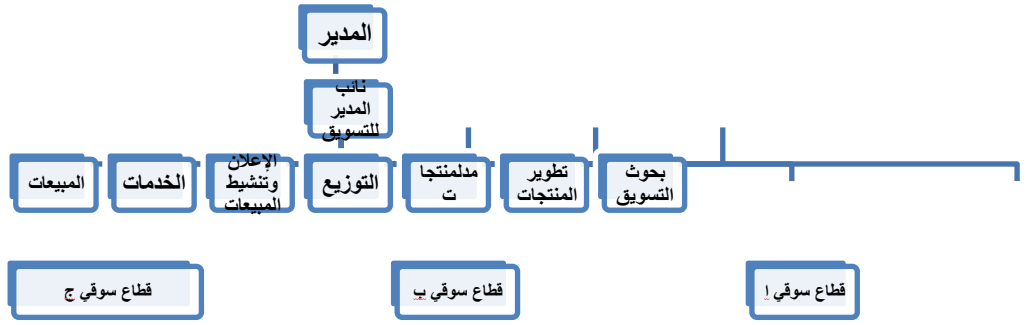 المدير
نائب
المدير
للتسويق
بحوث
التسويق
تطوير
المنتجات
مدلمنتجا
ت
التوزيع
الإعلان
وتنشيط
المبيعات
الخدمات
المبيعات
قطاع سوقي ا
قطاع سوقي ب
قطاع سوقي ج